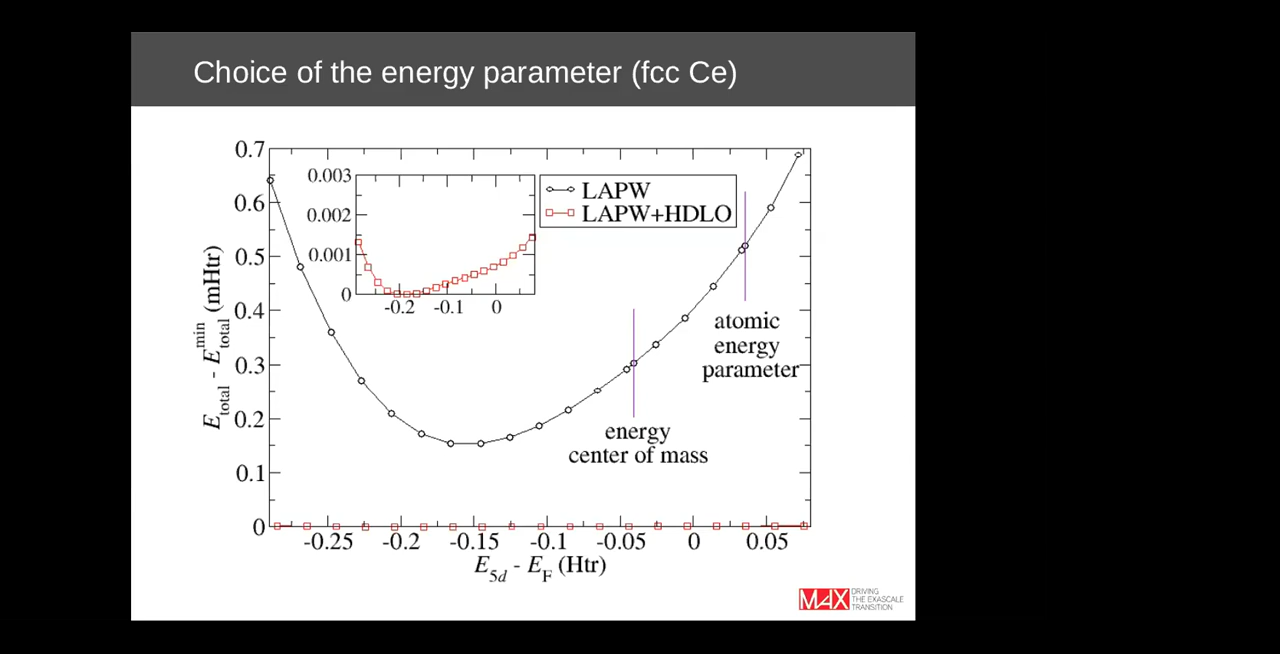 Choice of the energy parameter (fcc Ce)
0.7
0.6
0.5
0.4
0.3
0.2
0.1
0
E_total - E_total^min (mHtr)
0.003
0.002
0.001
0
-0.2 -0.1 0
LAPW
LAPW+HDLO
atomic
energy
parameter
energy
center of mass
-0.25 -0.2 -0.15 -0.1 -0.05 0 0.05
E_5d - E_F (Htr)
MAX
DRIVING
THE EXASCALE
TRANSITION